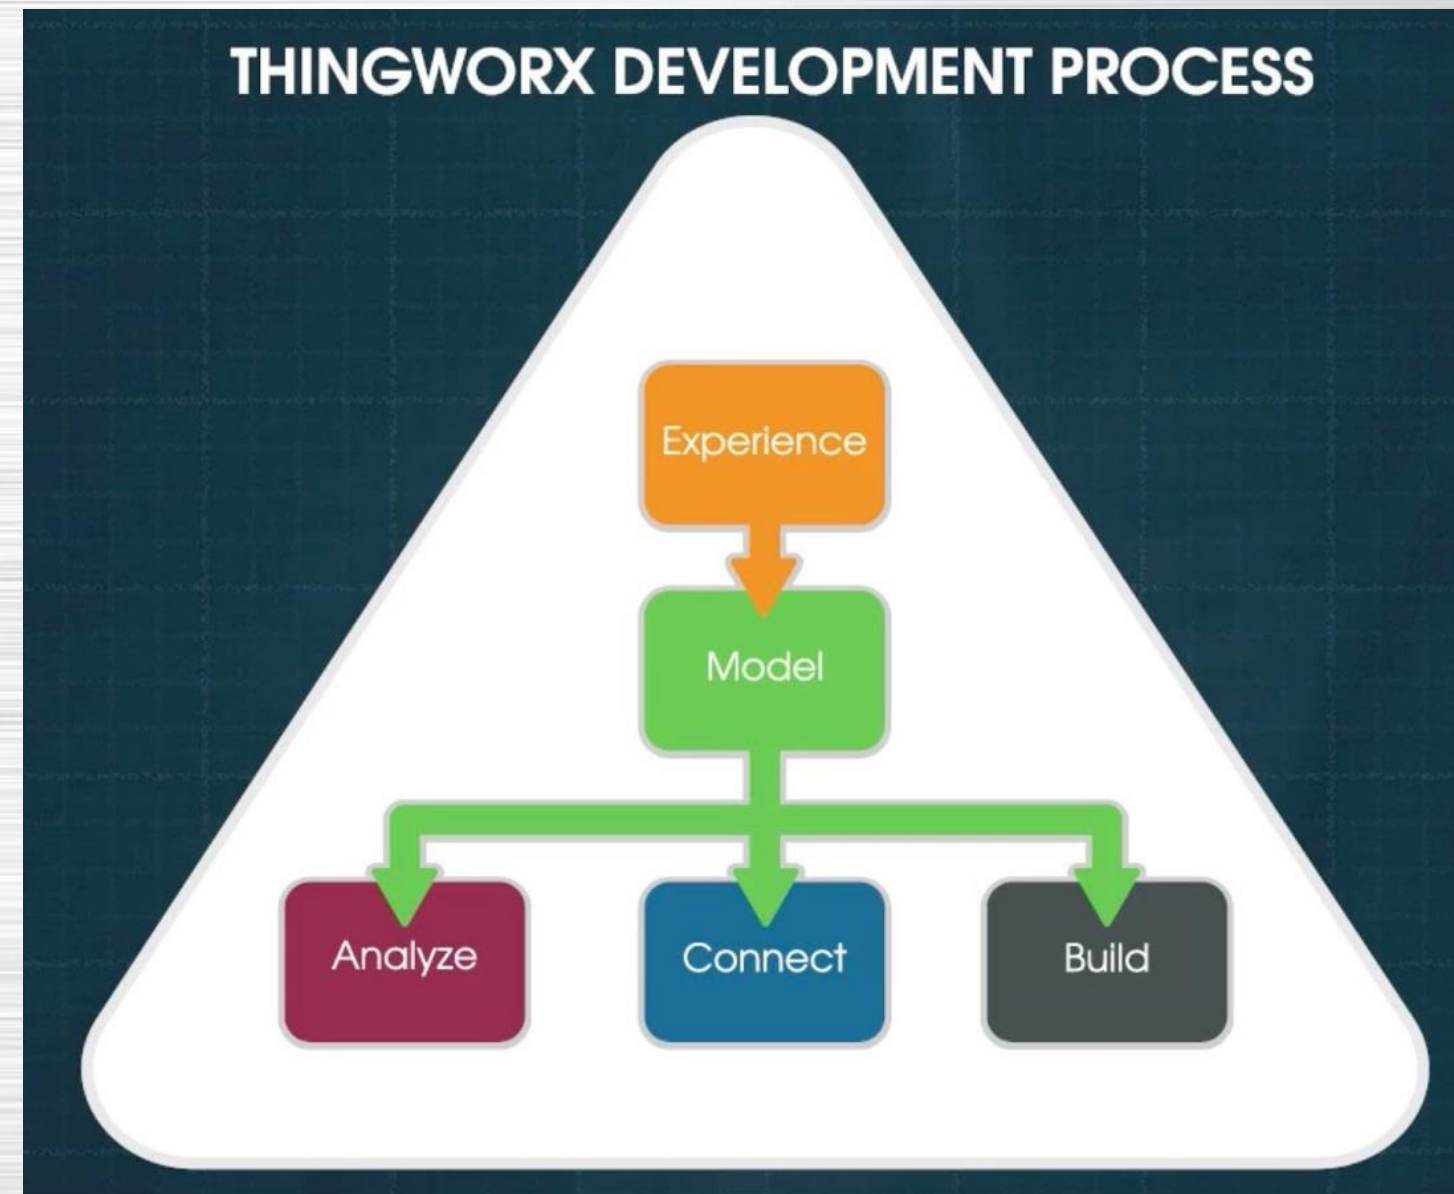 THINGWORX DEVELOPMENT PROCESS
Experience
Model
Analyze
Connect
Build